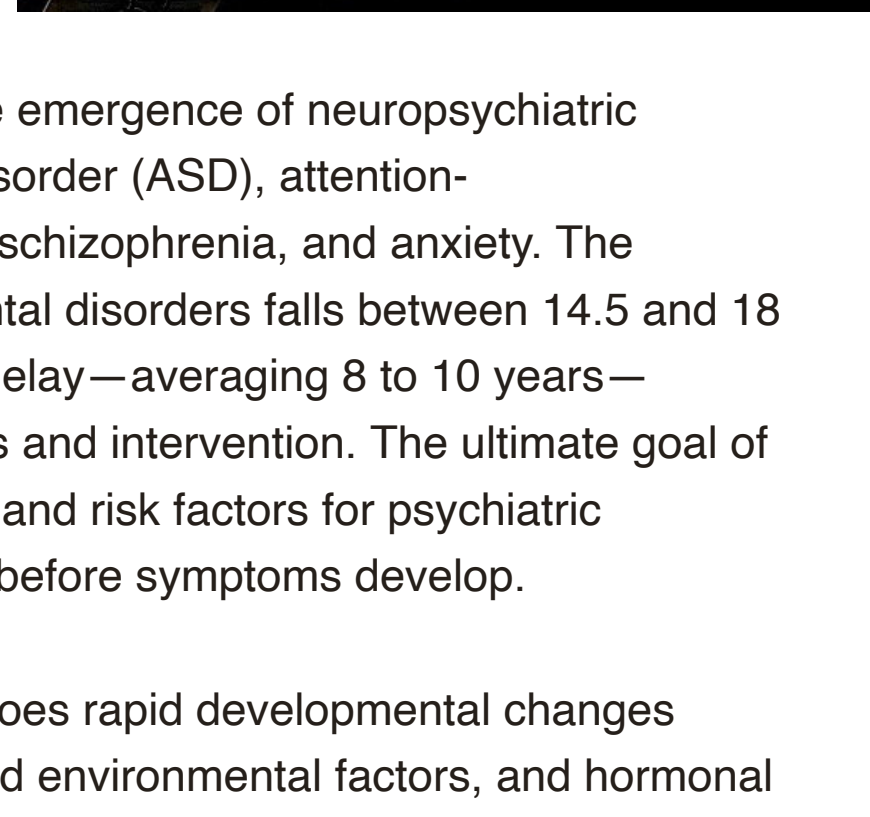 emergence of neuropsychiatric
sorder (ASD), attention-
schizophrenia, and anxiety. The
ntal disorders falls between 14.5 and 18
elay—averaging 8 to 10 years—
s and intervention. The ultimate goal of
and risk factors for psychiatric
before symptoms develop.
oes rapid developmental changes
d environmental factors, and hormonal